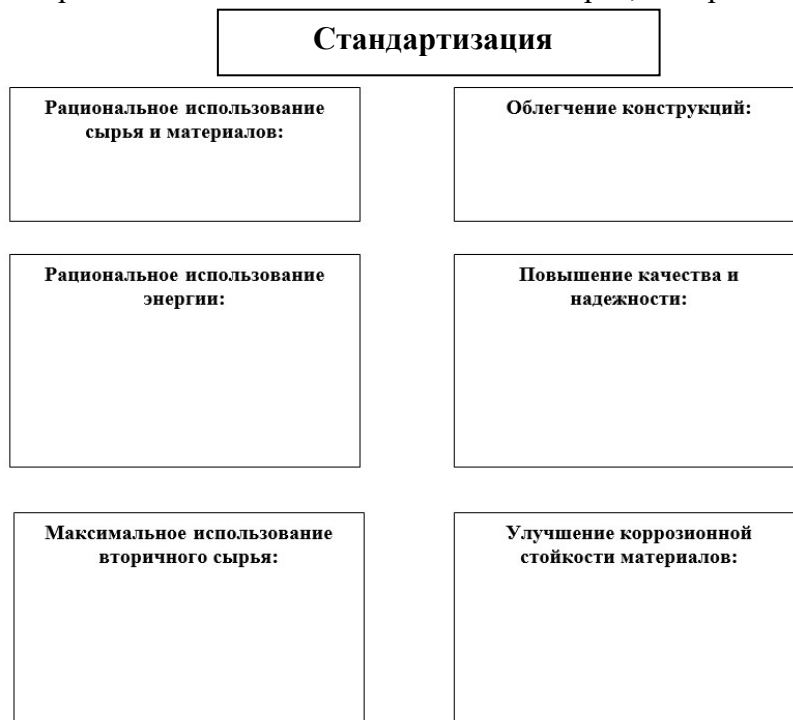 Стандартизация
Рациональное использование
сырья и материалов:
Облегчение конструкций:
Рациональное использование
энергии:
Повышение качества и
надежности:
Максимальное использование
вторичного сырья:
Улучшение коррозионной
стойкости материалов: